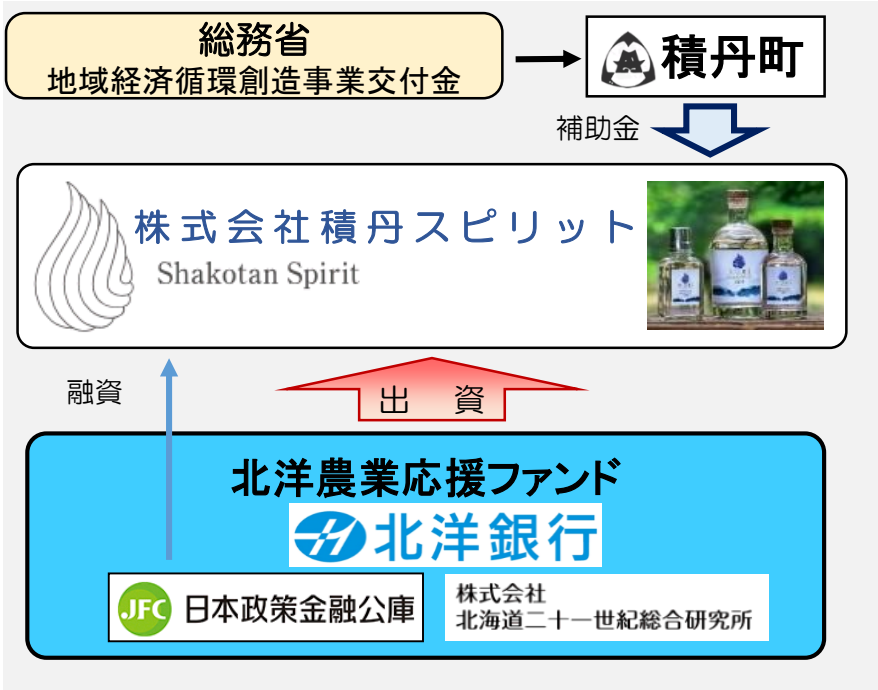 総務省
地域経済循環創造事業交付金
積丹町
補助金
株式会社積丹スピリット
Shakotan Spirit
融資
出　資
北洋農業応援ファンド
北洋銀行
JFC 日本政策金融公庫
株式会社
北海道二十一世紀総合研究所